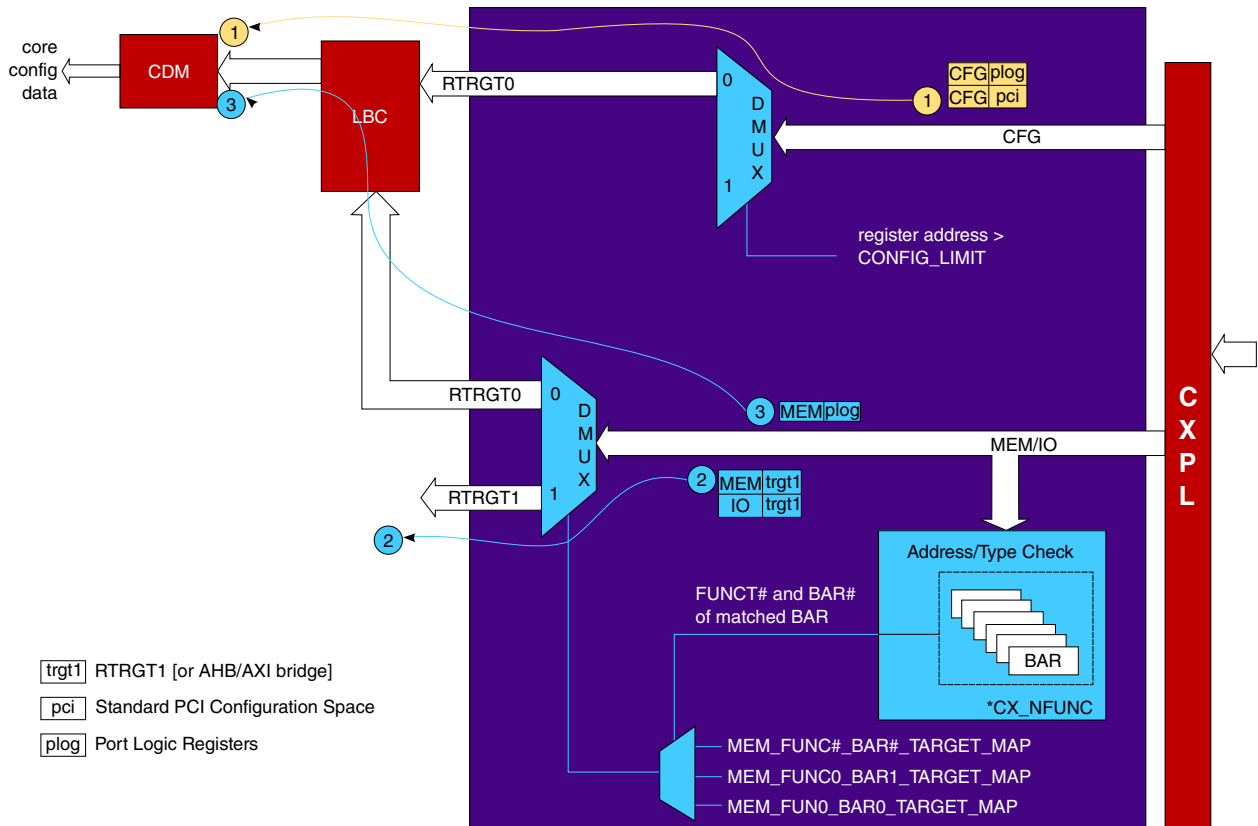 core
config
data
CDM
1
3
LBC
RTRGT0
0
1
DMUX
1
CFG plog
CFG pci
CFG
register address >
CONFIG_LIMIT
RTRGT0
0
1
DMUX
RTRGT1
3
MEM plog
MEM/IO
2
MEM trgt1
IO trgt1
2
CXPL
Address/Type Check
BAR
*CX_NFUNC
FUNCT# and BAR#
of matched BAR
MEM_FUNC#_BAR#_TARGET_MAP
MEM_FUNC0_BAR1_TARGET_MAP
MEM_FUN0_BAR0_TARGET_MAP
trgt1 RTRGT1 [or AHB/AXI bridge]
pci Standard PCI Configuration Space
plog Port Logic Registers